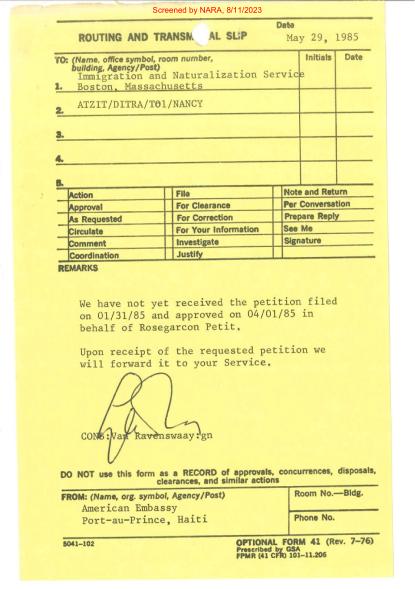 Screened by NARA, 8/11/2023
ROUTING AND TRANSM AL SLIP
Date
May 29, 1985
TO: (Name, office symbol, room number,
building, Agency/Post)
Initials
Date
Immigration and Naturalization Service
1. Boston, Massachusetts
2. ATZIT/DITRA/T01/NANCY
3.
4.
5.
Action File Note and Return
Approval For Clearance Per Conversation
As Requested For Correction Prepare Reply
Circulate For Your Information See Me
Comment Investigate Signature
Coordination Justify
REMARKS
We have not yet received the petition filed
on 01/31/85 and approved on 04/01/85 in
behalf of Rosegarcon Petit.
Upon receipt of the requested petition we
will forward it to your Service.
CONS:Van Ravenswaay:gn
DO NOT use this form as a RECORD of approvals, concurrences, disposals,
clearances, and similar actions
FROM: (Name, org. symbol, Agency/Post)
Room No.—Bldg.
American Embassy
Port-au-Prince, Haiti
Phone No.
5041-102
OPTIONAL FORM 41 (Rev. 7-76)
Prescribed by GSA
FPMR (41 CFR) 101-11.206